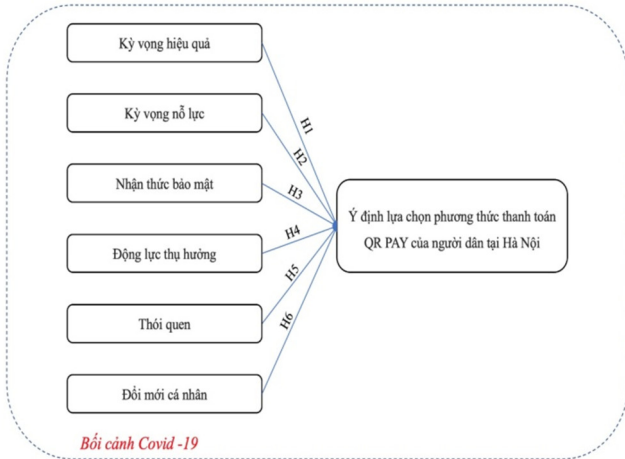 Kỳ vọng hiệu quả
Kỳ vọng nỗ lực
Nhận thức bảo mật
Động lực thụ hưởng
Thói quen
Đổi mới cá nhân
H1
H2
H3
H4
H5
H6
Ý định lựa chọn phương thức thanh toán
QR PAY của người dân tại Hà Nội
Bối cảnh Covid -19